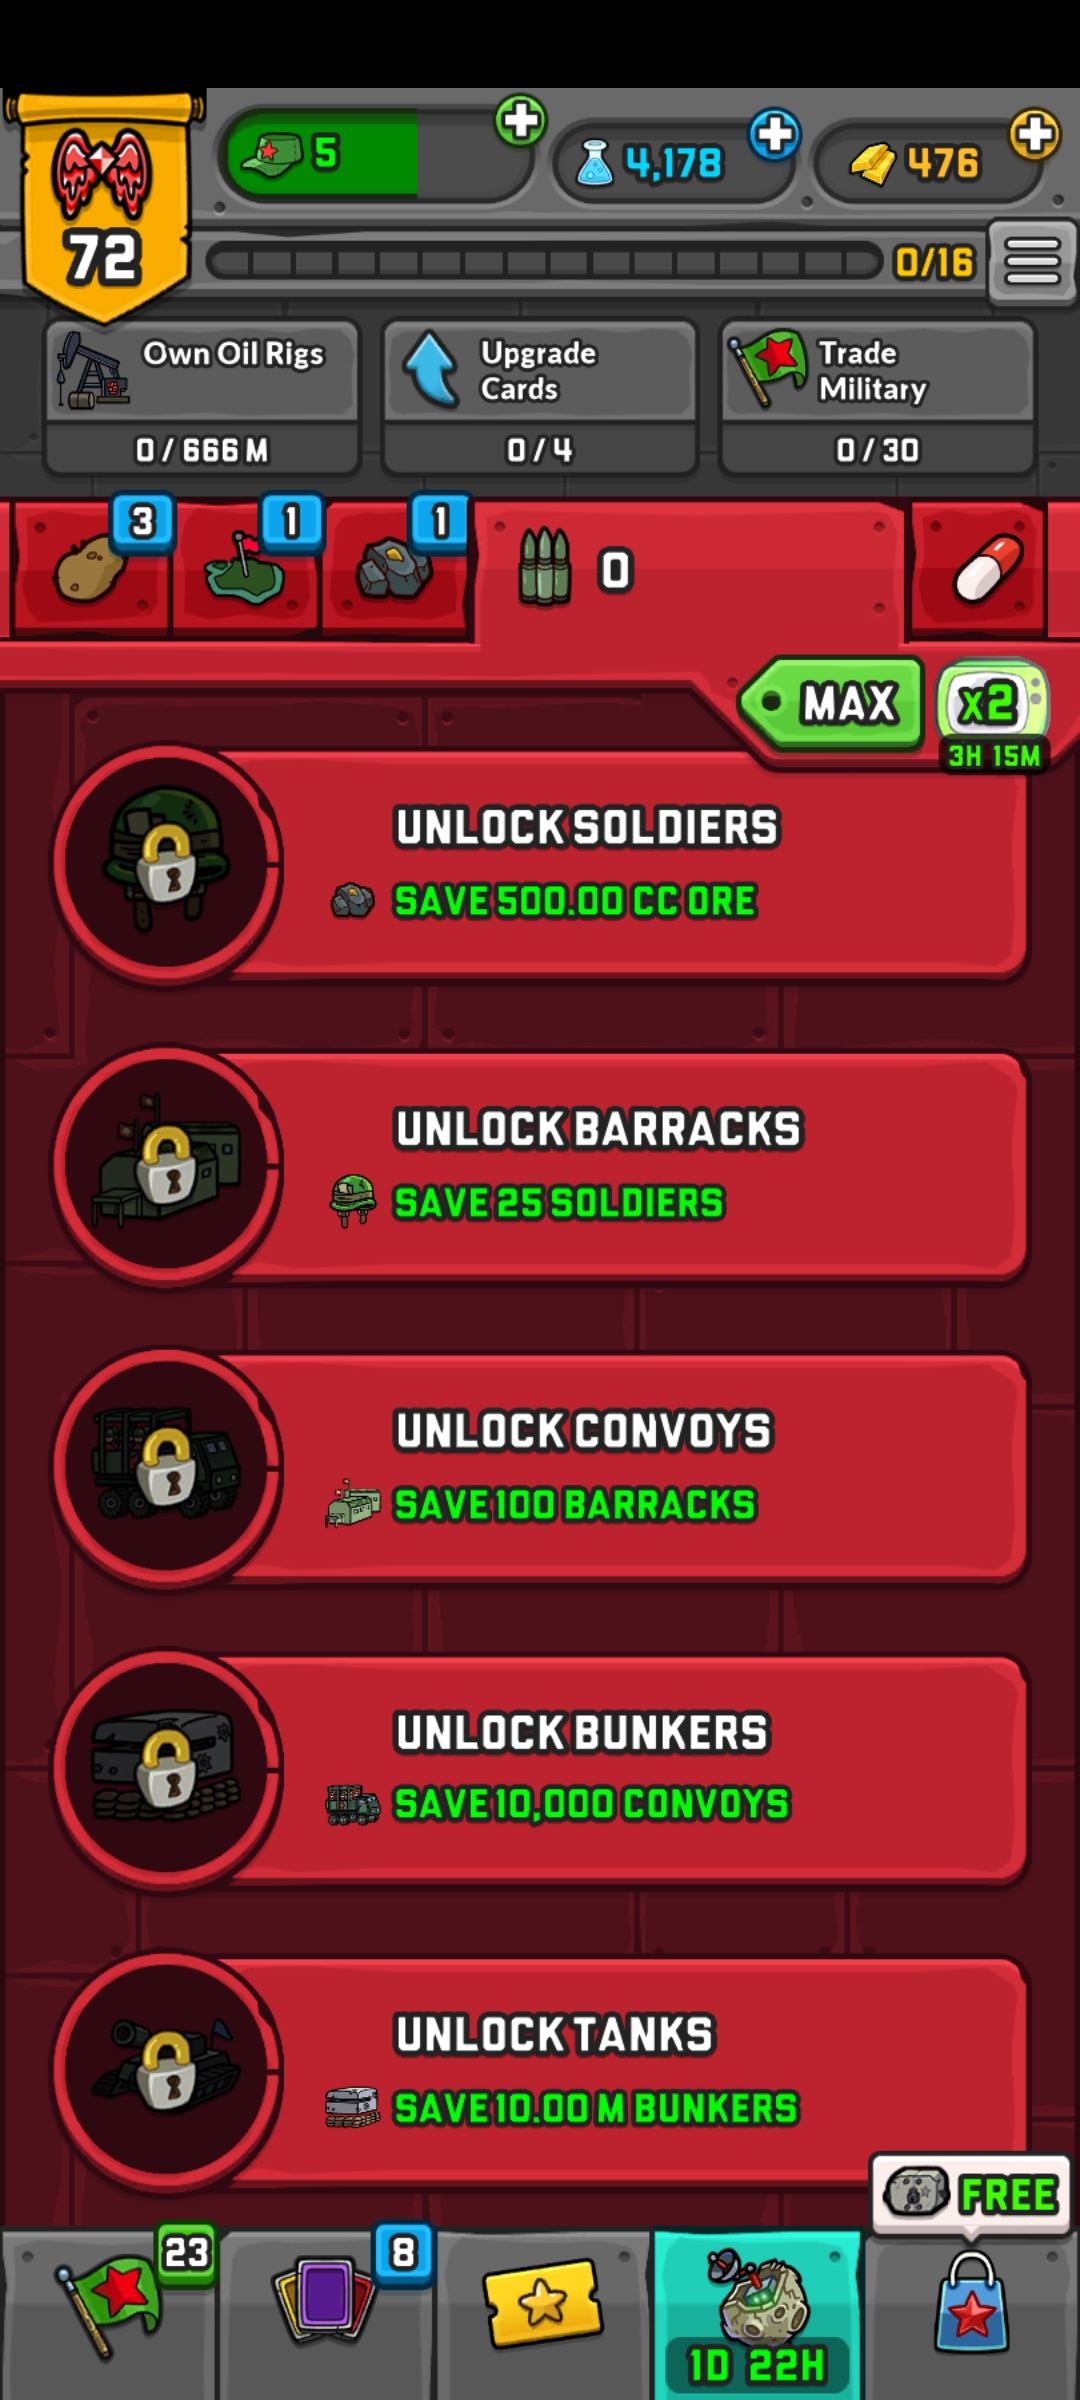 5
4,178
476
72
0/16
Own Oil Rigs
0 / 666 M
Upgrade
Cards
0 / 4
Trade
Military
0 / 30
3
1
1
0
MAX
x2
3H 15M
UNLOCK SOLDIERS
SAVE 500.00 CC ORE
UNLOCK BARRACKS
SAVE 25 SOLDIERS
UNLOCK CONVOYS
SAVE 100 BARRACKS
UNLOCK BUNKERS
SAVE 10,000 CONVOYS
UNLOCK TANKS
SAVE 10.00 M BUNKERS
FREE
23
8
1D 22H